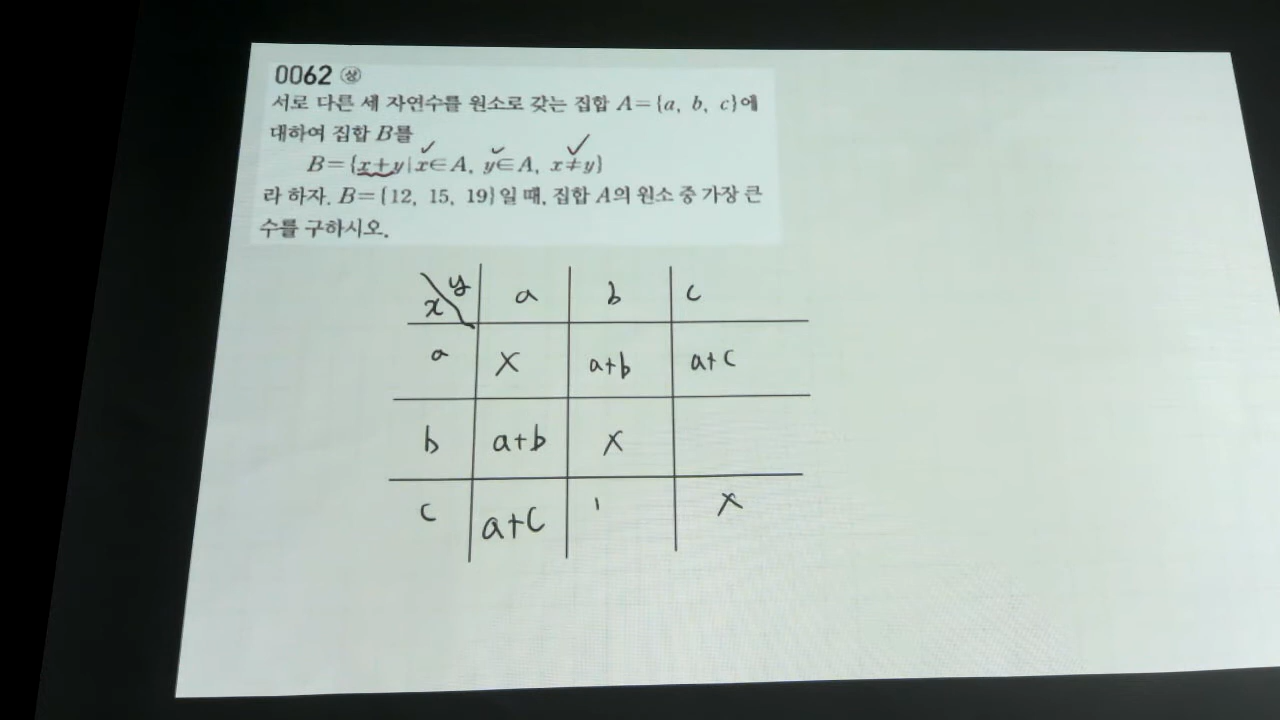 0062 상
서로 다른 세 자연수를 원소로 갖는 집합 A={a, b, c}에
대하여 집합 B를
B={x+y|x∈A, y∈A, x≠y}
라 하자. B={12, 15, 19}일 때, 집합 A의 원소 중 가장 큰
수를 구하시오.
x y a b c
a X a+b a+c
b a+b X
c a+c X